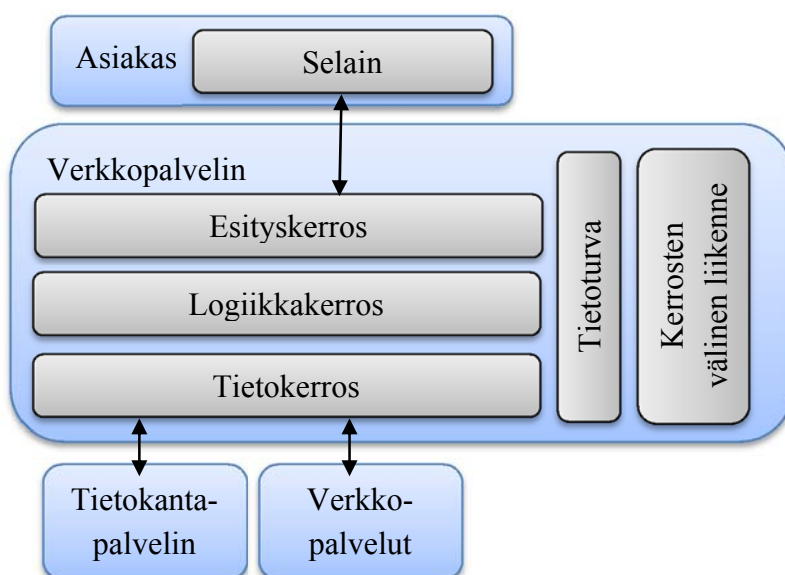 Asiakas
Selain
Verkkopalvelin
Esityskerros
Logiikkakerros
Tietokerros
Tietoturva
Kerrosten
välinen liikenne
Tietokanta-
palvelin
Verkko-
palvelut